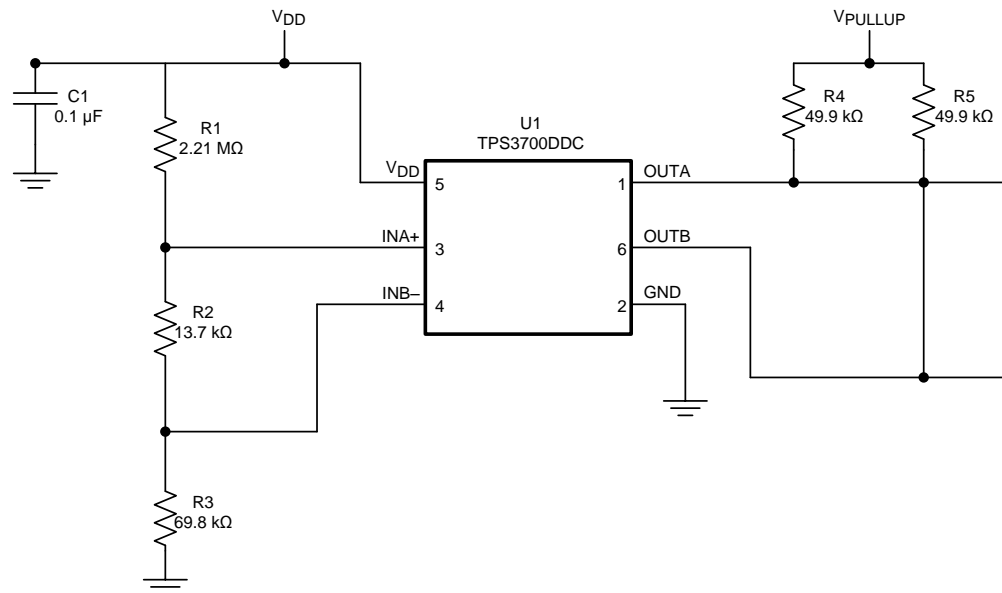 VDD
VPULLUP
C1
0.1 µF
R1
2.21 MΩ
R4
49.9 kΩ
R5
49.9 kΩ
U1
TPS3700DDC
VDD
5
1
OUTA
INA+
3
6
OUTB
INB–
4
2
GND
R2
13.7 kΩ
R3
69.8 kΩ